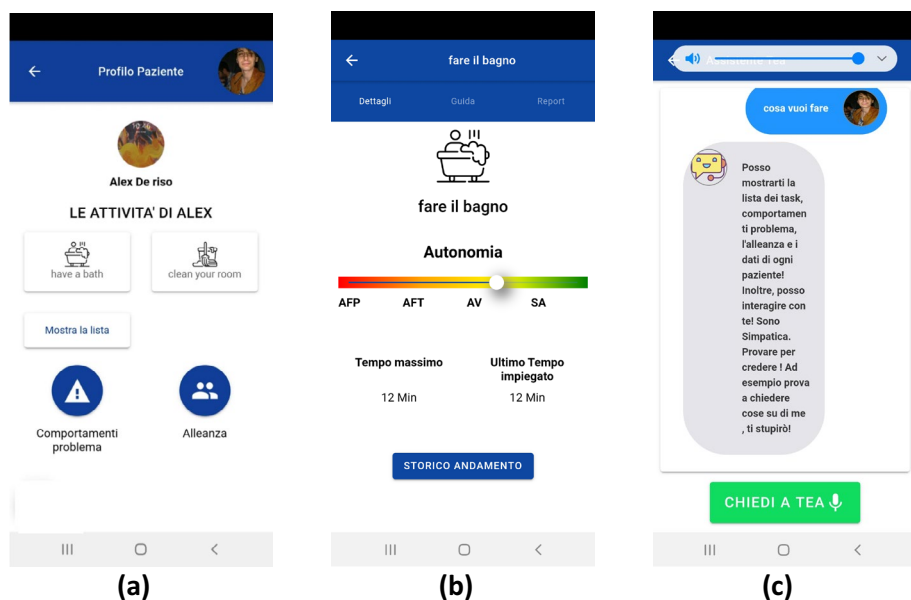 Profilo Paziente
Alex De riso
LE ATTIVITA' DI ALEX
have a bath
clean your room
Mostra la lista
Comportamenti
problema
Alleanza
(a)
fare il bagno
Dettagli
Guida
Report
fare il bagno
Autonomia
AFP
AFT
AV
SA
Tempo massimo
12 Min
Ultimo Tempo
impiegato
12 Min
STORICO ANDAMENTO
(b)
cosa vuoi fare
Posso
mostrarti la
lista dei task,
comportamen
ti problema,
l'alleanza e i
dati di ogni
paziente!
Inoltre, posso
interagire con
te! Sono
Simpatica.
Provare per
credere ! Ad
esempio prova
a chiedere
cose su di me
, ti stupirò!
CHIEDI A TEA
(c)